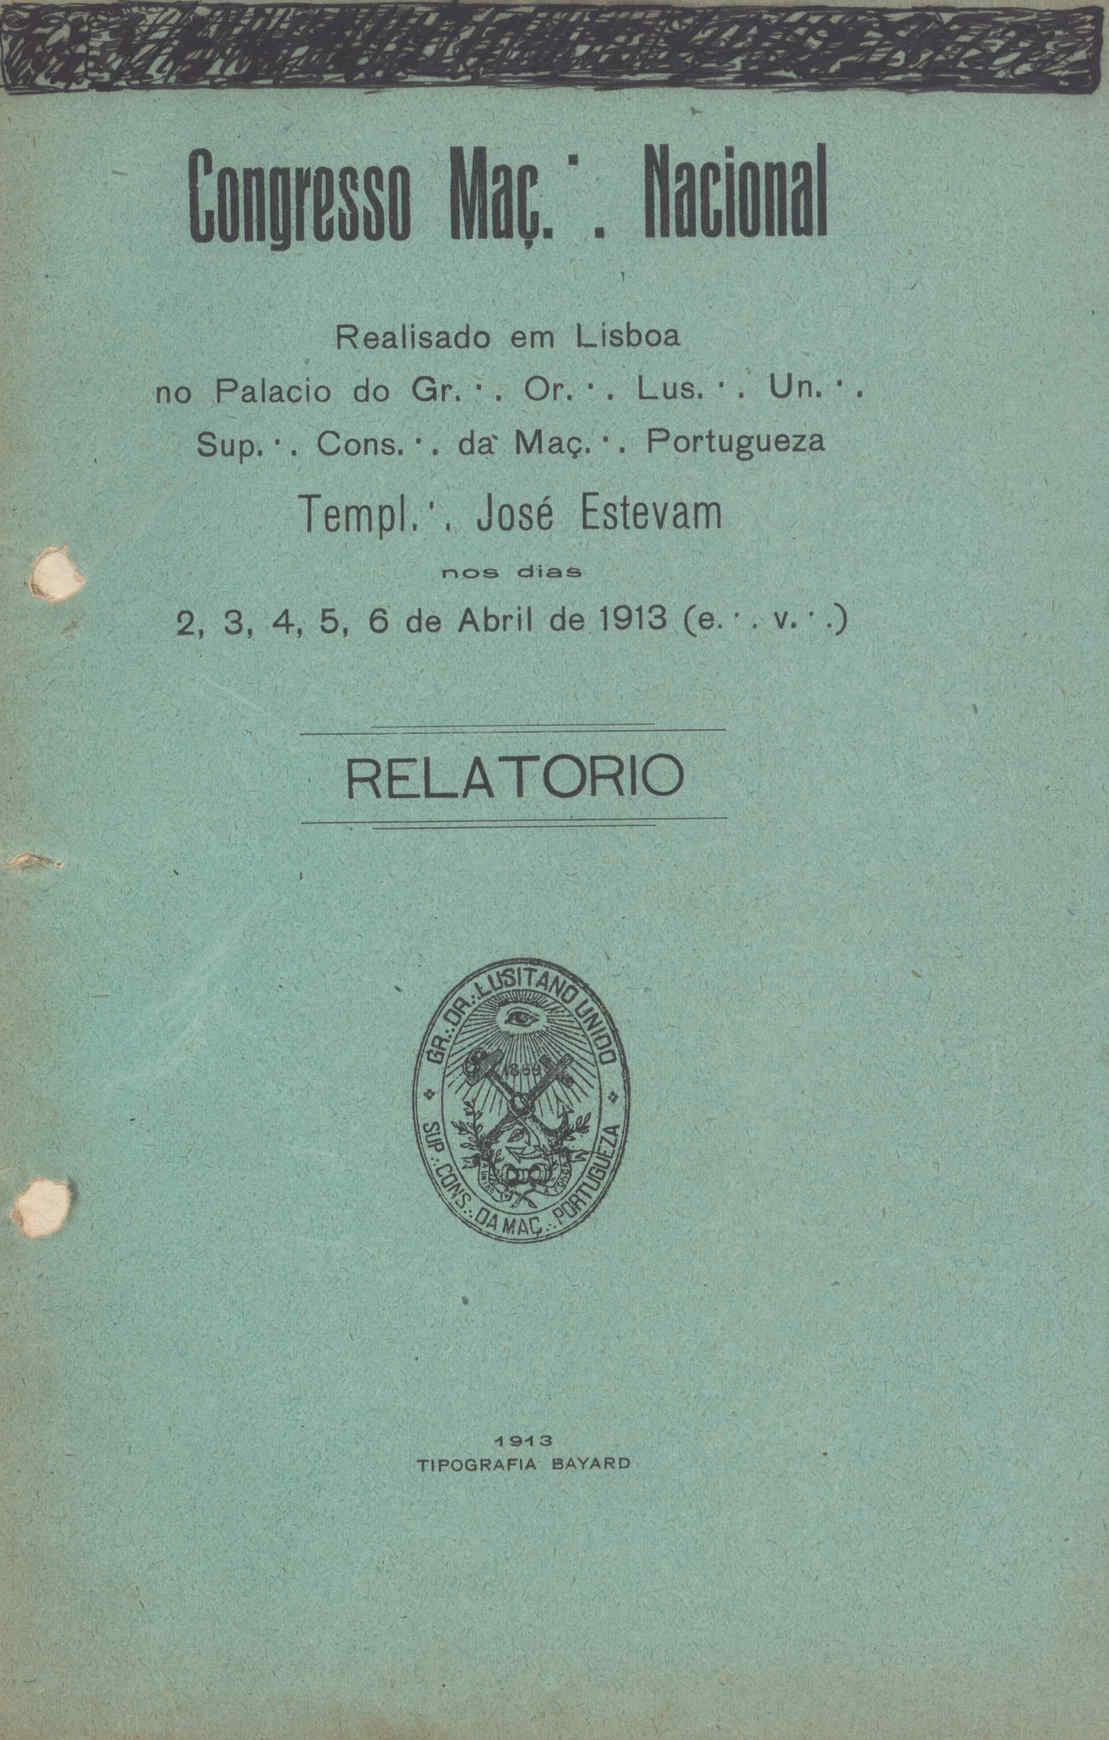 Congresso Maç.·. Nacional
Realisado em Lisboa
no Palacio do Gr.·. Or.·. Lus.·. Un.·.
Sup.·. Cons.·. da Maç.·. Portugueza
Templ.·. José Estevam
nos dias
2, 3, 4, 5, 6 de Abril de 1913 (e.·. v.·.)
RELATORIO
GR.·. OR.·. LUSITANO UNIDO
1869
SUP.·. CONS.·. DA MAÇ.·. PORTUGUEZA
1913
TIPOGRAFIA BAYARD